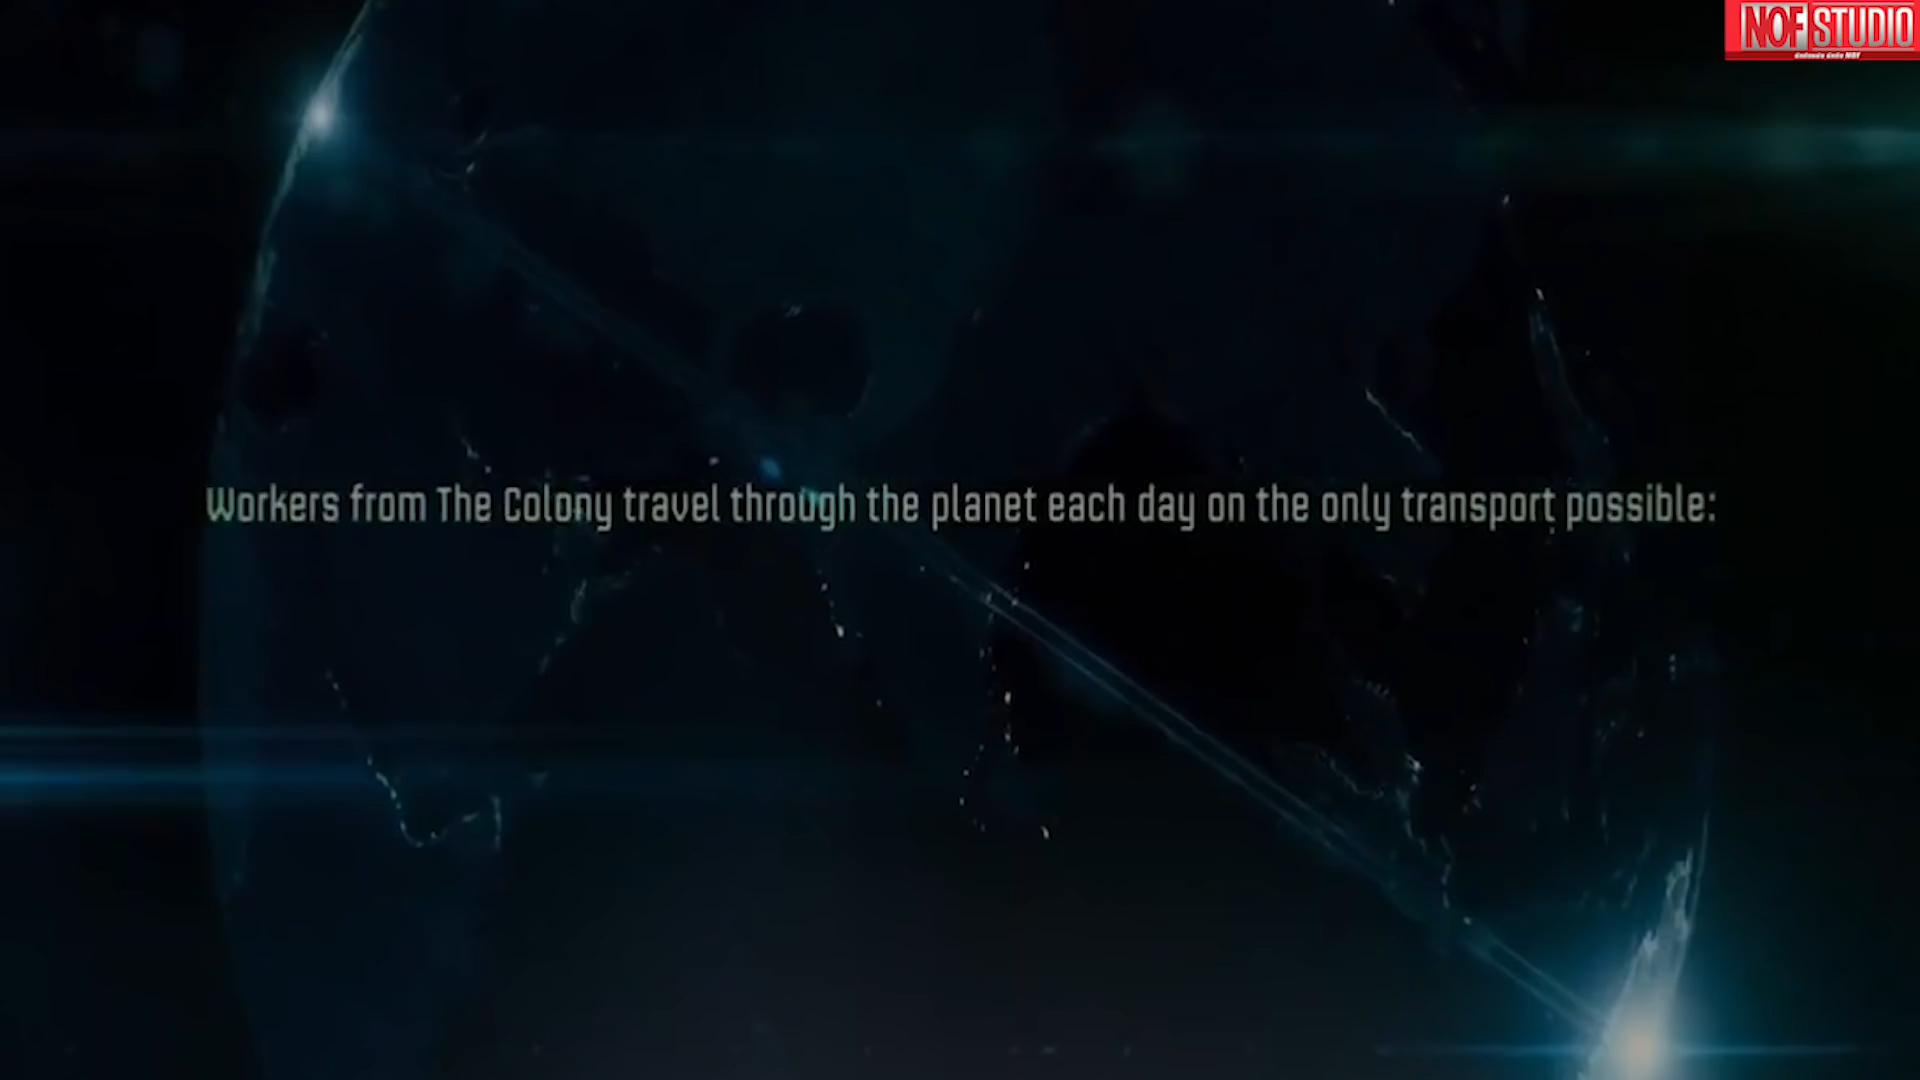 NOF STUDIO
Workers from The Colony travel through the planet each day on the only transport possible: